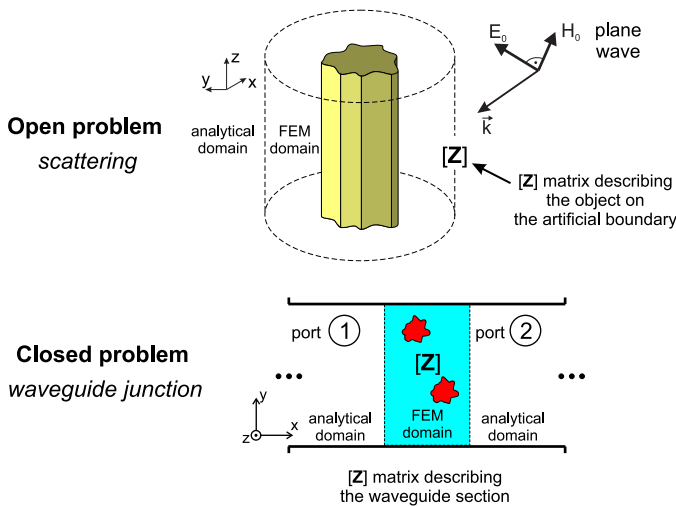 Open problem
scattering
z
y
x
analytical
domain
FEM
domain
[Z]
E0
H0
plane
wave
k
[Z] matrix describing
the object on
the artificial boundary
Closed problem
waveguide junction
port 1
port 2
[Z]
...
...
y
z
x
analytical
domain
FEM
domain
analytical
domain
[Z] matrix describing
the waveguide section